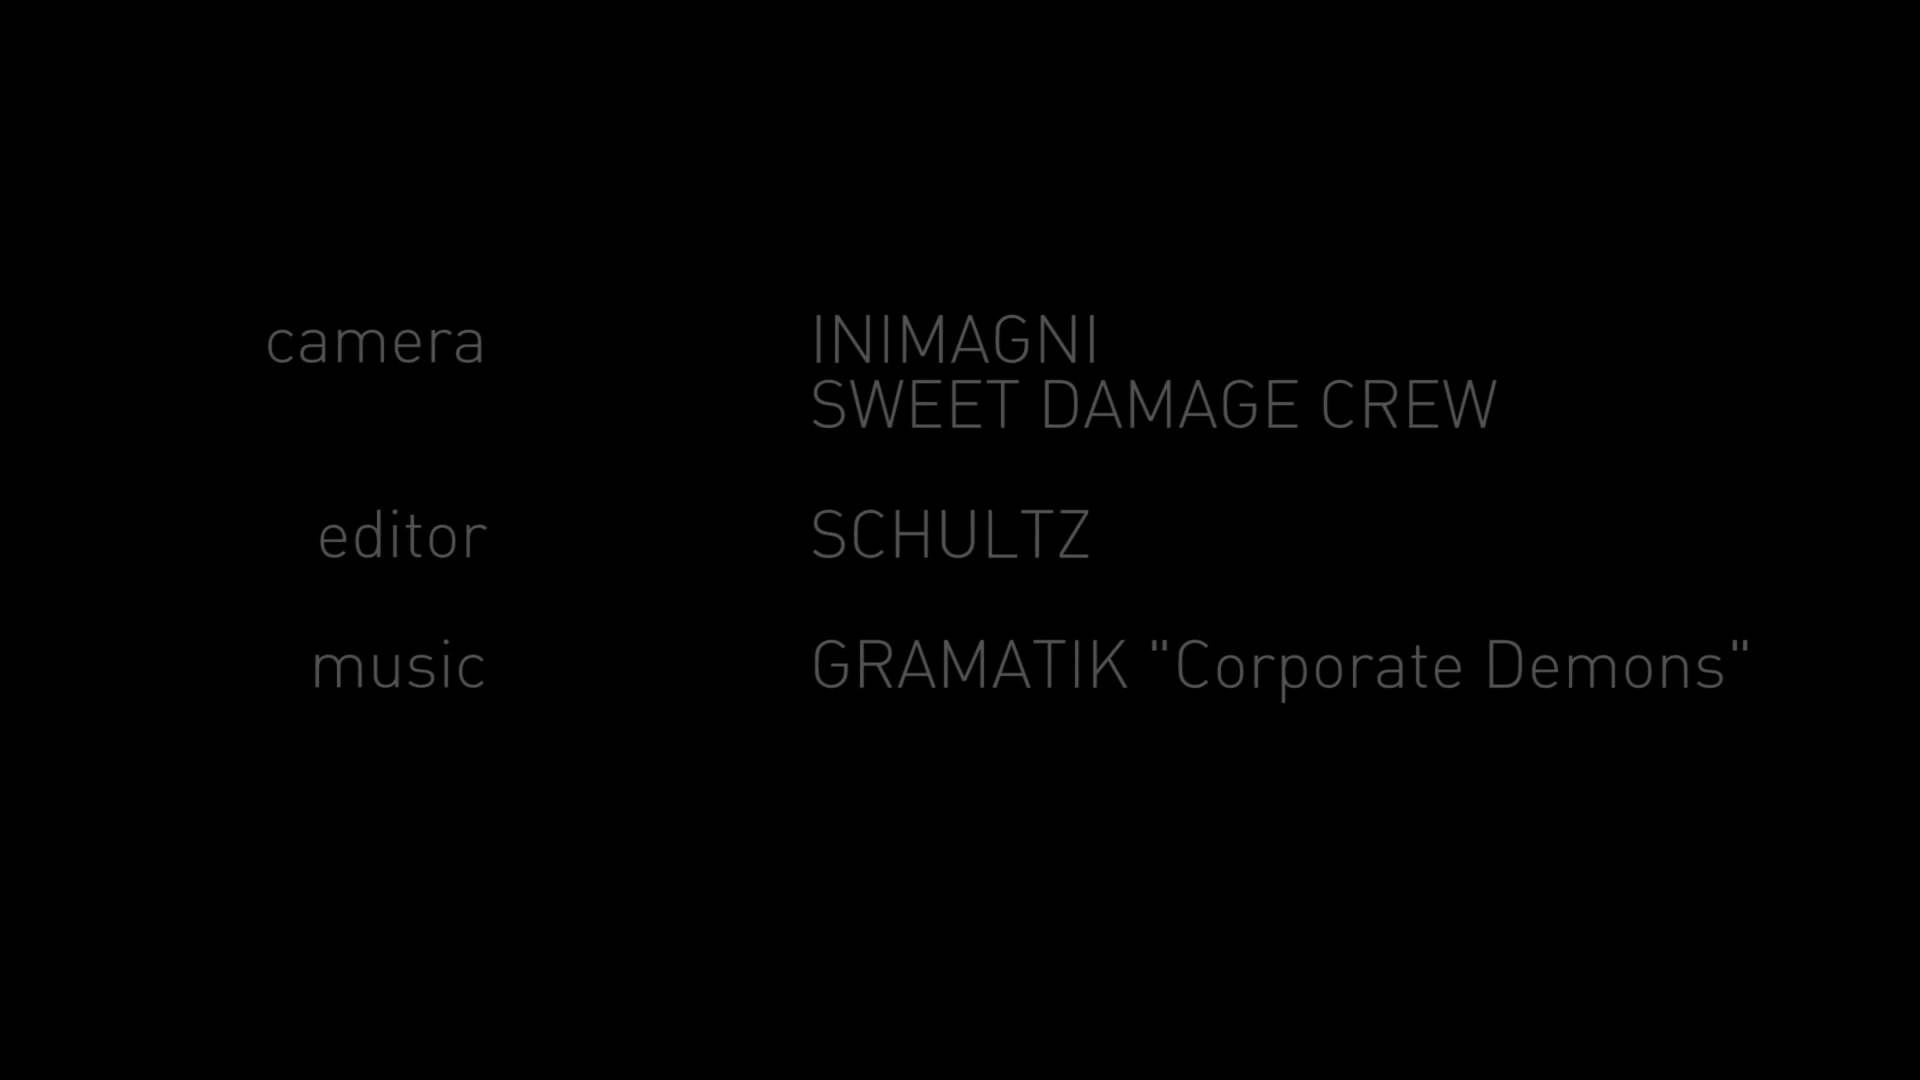 camera INIMAGNI
SWEET DAMAGE CREW
editor SCHULTZ
music GRAMATIK "Corporate Demons"